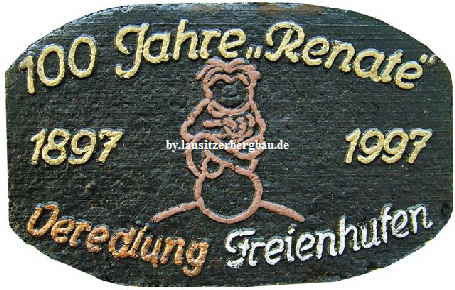 100 Jahre „Renate“
1897 1997
by.lausitzerbergbau.de
Veredlung Freienhufen